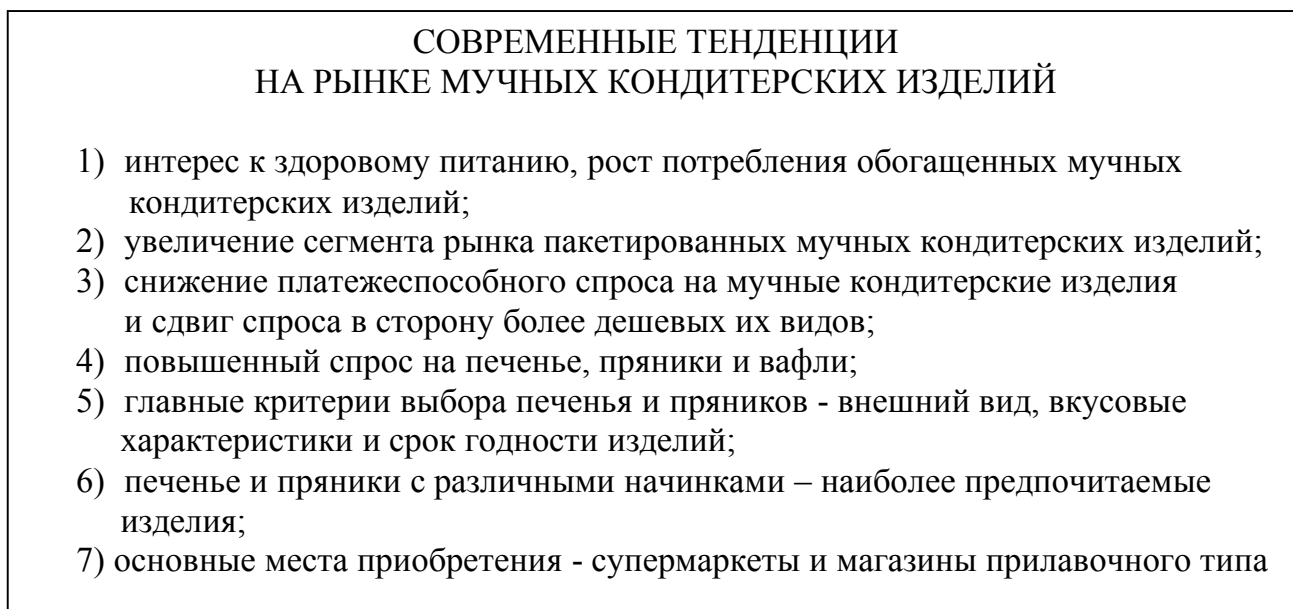 СОВРЕМЕННЫЕ ТЕНДЕНЦИИ
НА РЫНКЕ МУЧНЫХ КОНДИТЕРСКИХ ИЗДЕЛИЙ
1) интерес к здоровому питанию, рост потребления обогащенных мучных
кондитерских изделий;
2) увеличение сегмента рынка пакетированных мучных кондитерских изделий;
3) снижение платежеспособного спроса на мучные кондитерские изделия
и сдвиг спроса в сторону более дешевых их видов;
4) повышенный спрос на печенье, пряники и вафли;
5) главные критерии выбора печенья и пряников - внешний вид, вкусовые
характеристики и срок годности изделий;
6) печенье и пряники с различными начинками – наиболее предпочитаемые
изделия;
7) основные места приобретения - супермаркеты и магазины прилавочного типа